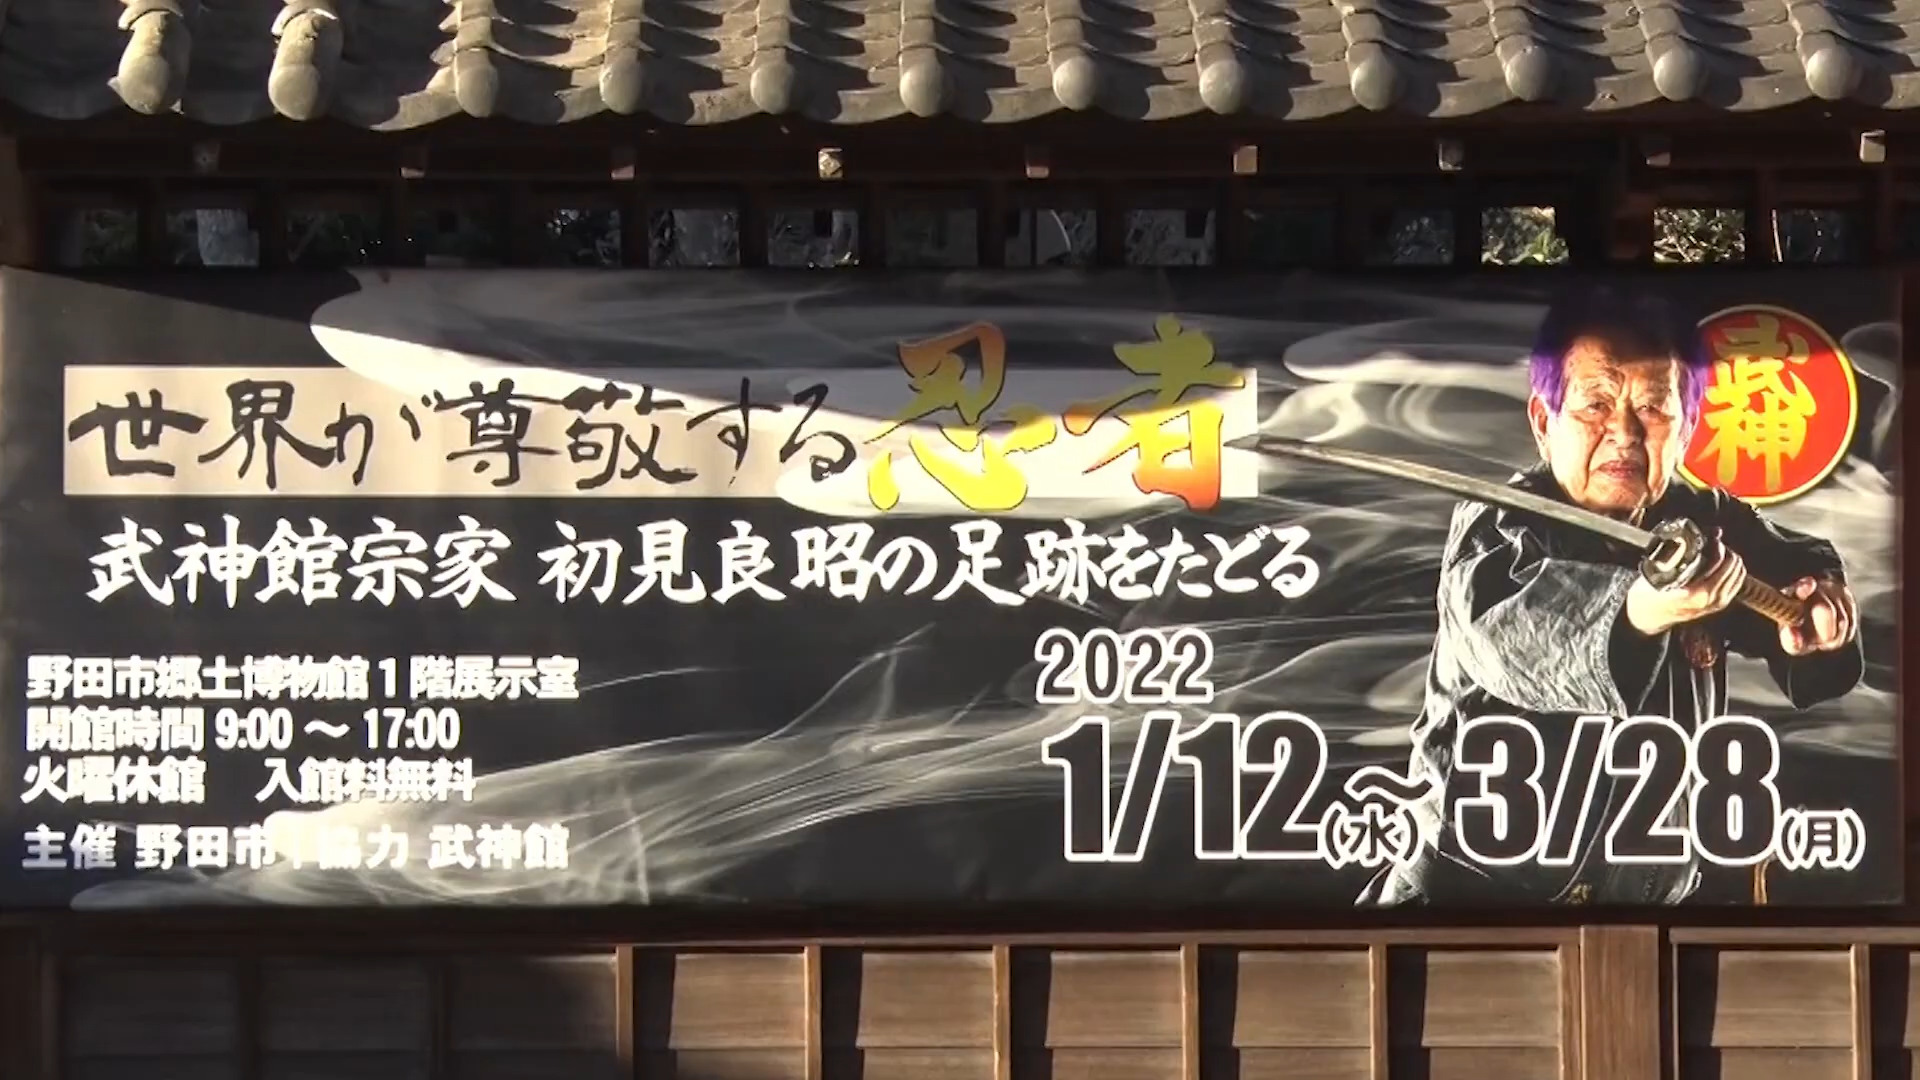 世界が尊敬する忍者
武神
武神館宗家 初見良昭の足跡をたどる
野田市郷土博物館1階展示室
開館時間 9:00 ～ 17:00
火曜休館 入館料無料
主催 野田市 協力 武神館
2022
1/12(水)～3/28(月)